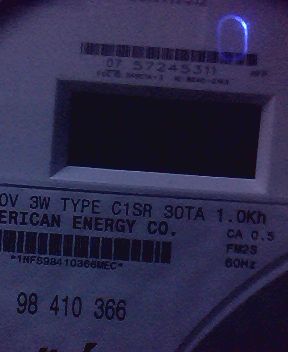 07 57245311
0V 3W TYPE C1SR 30TA 1.0Kh
ERICAN ENERGY CO.
CA 0.5
FM2S
60Hz
*1NFS98410366MEC*
98 410 366